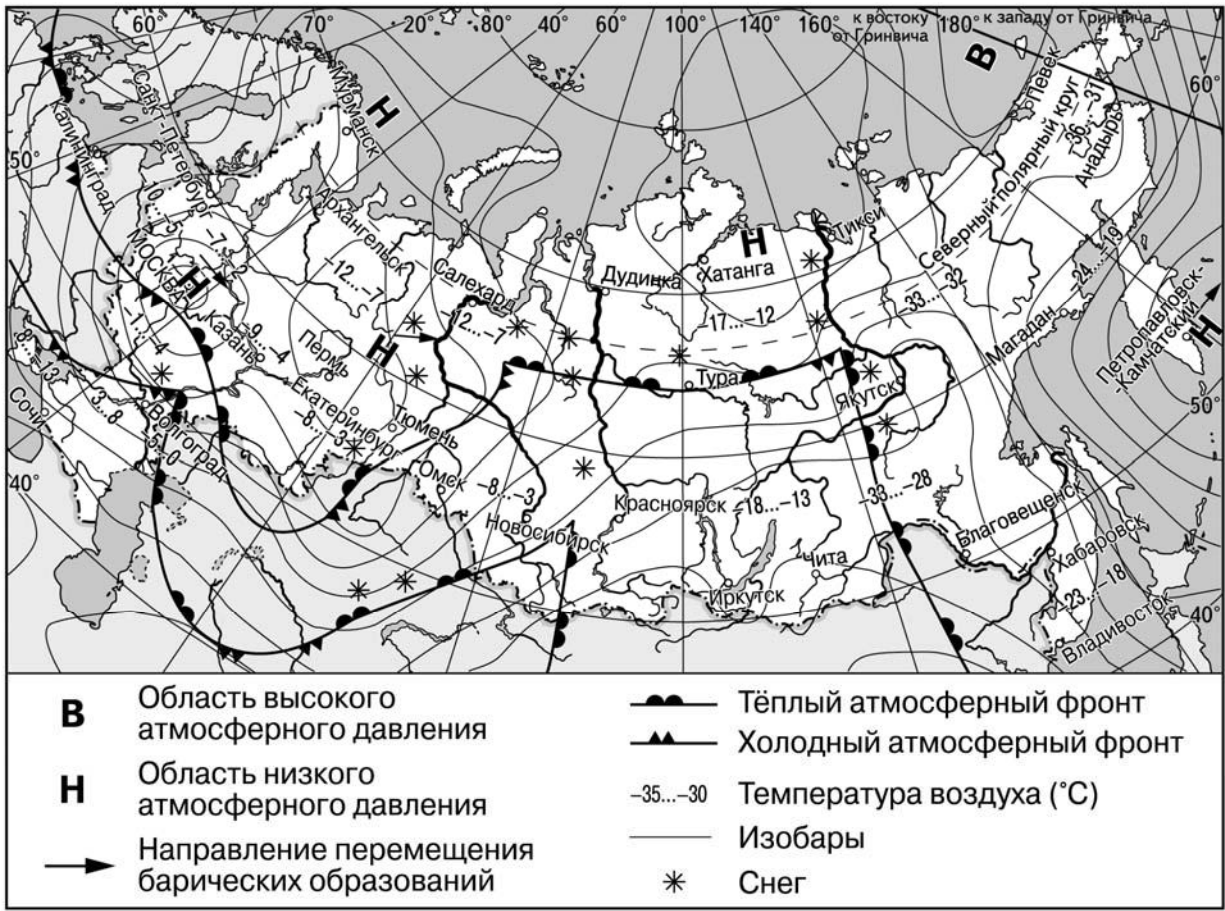 60° 70° 80° 40° 20 80 40° 60° 100° 140° 160° 180°
к востоку от Гринвича
к западу от Гринвича
В
Н
Мурманск
Санкт-Петербург
Калининград
50°
60°
Певек
Северный полярный круг
-36...-31
Анадырь
Архангельск
-7...-2
МОСКВА
Н
-12...-7
Салехард
-12...-7
Дудинка
Хатанга
Н
Тикси
-17...-12
-33...-32
-24...-19
Магадан
Петропавловск-
-Камчатский
Н
50°
Казань
-9...-4
Пермь
Н
Тура
Якутск
-8...-13
Сочи
3...8
Волгоград
-5...0
Екатеринбург
-8...-3
Тюмень
Омск
-8...-3
Новосибирск
Красноярск
-18...-13
-33...-28
Благовещенск
Хабаровск
40°
Чита
Иркутск
-23...-18
Владивосток
40°
В
Область высокого
атмосферного давления
Н
Область низкого
атмосферного давления
Направление перемещения
барических образований
Тёплый атмосферный фронт
Холодный атмосферный фронт
-35...-30
Температура воздуха (°С)
Изобары
Снег